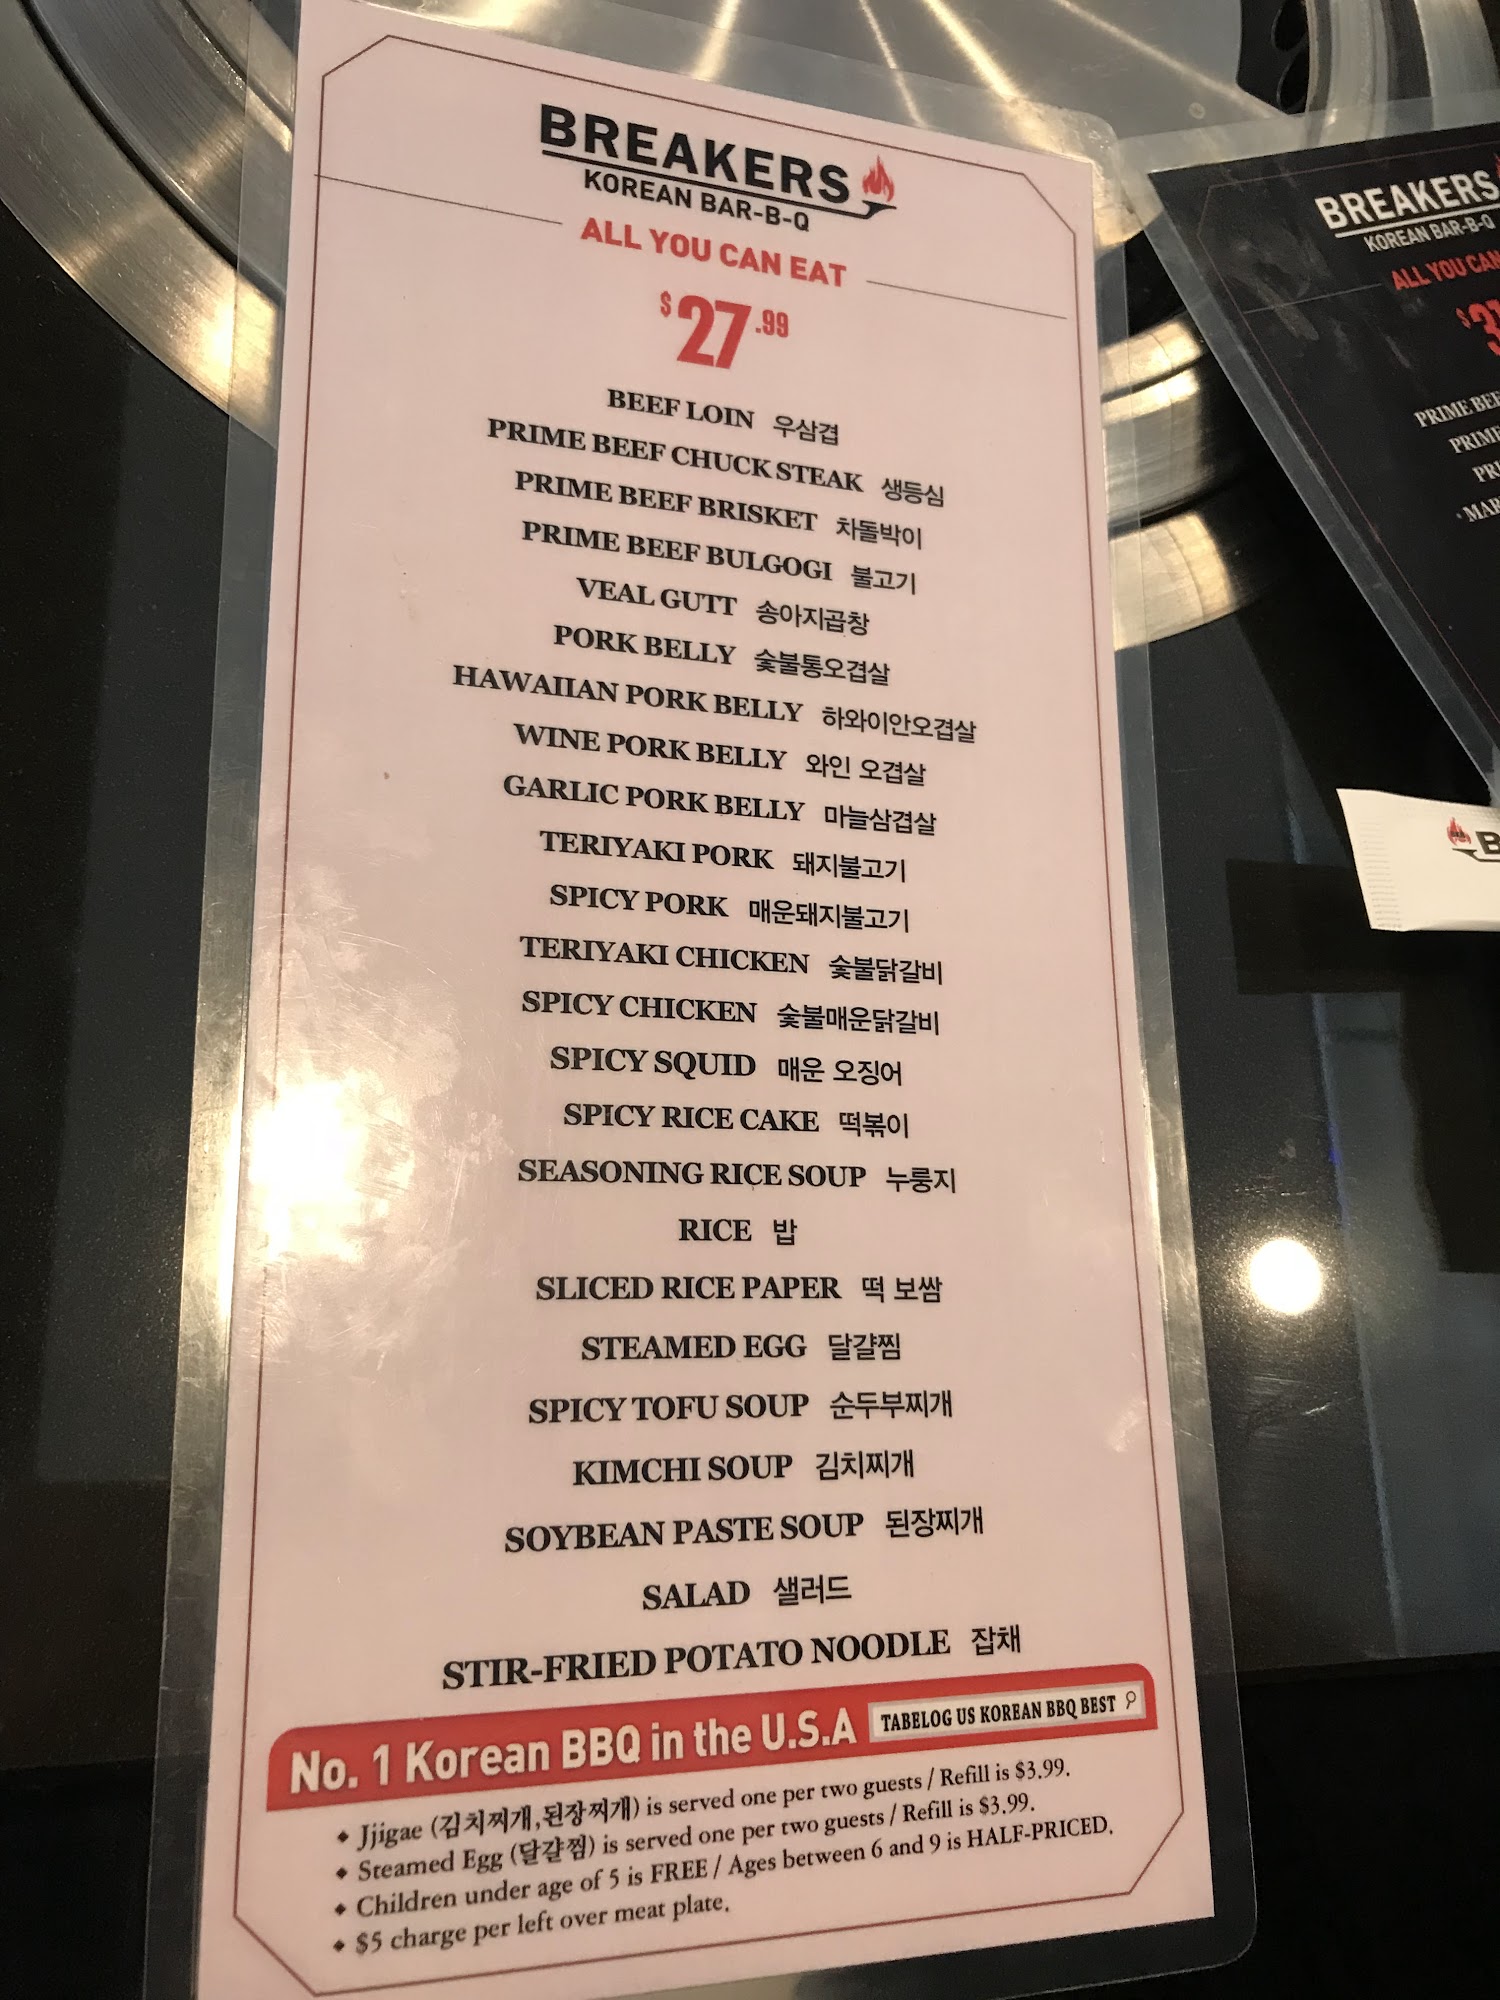 BREAKERS
KOREAN BAR-B-Q
ALL YOU CAN EAT
$27.99
BEEF LOIN 우삼겹
PRIME BEEF CHUCK STEAK 생등심
PRIME BEEF BRISKET 차돌박이
PRIME BEEF BULGOGI 불고기
VEAL GUTT 송아지곱창
PORK BELLY 숯불통오겹살
HAWAIIAN PORK BELLY 하와이안오겹살
WINE PORK BELLY 와인 오겹살
GARLIC PORK BELLY 마늘삼겹살
TERIYAKI PORK 돼지불고기
SPICY PORK 매운돼지불고기
TERIYAKI CHICKEN 숯불닭갈비
SPICY CHICKEN 숯불매운닭갈비
SPICY SQUID 매운 오징어
SPICY RICE CAKE 떡볶이
SEASONING RICE SOUP 누룽지
RICE 밥
SLICED RICE PAPER 떡 보쌈
STEAMED EGG 달걀찜
SPICY TOFU SOUP 순두부찌개
KIMCHI SOUP 김치찌개
SOYBEAN PASTE SOUP 된장찌개
SALAD 샐러드
STIR-FRIED POTATO NOODLE 잡채
No. 1 Korean BBQ in the U.S.A TABELOG US KOREAN BBQ BEST
◆ Jjigae (김치찌개,된장찌개) is served one per two guests / Refill is $3.99.
◆ Steamed Egg (달걀찜) is served one per two guests / Refill is $3.99.
◆ Children under age of 5 is FREE / Ages between 6 and 9 is HALF-PRICED.
◆ $5 charge per left over meat plate.
BREAKERS
KOREAN BAR-B-Q
ALL YOU CAN
PRIME